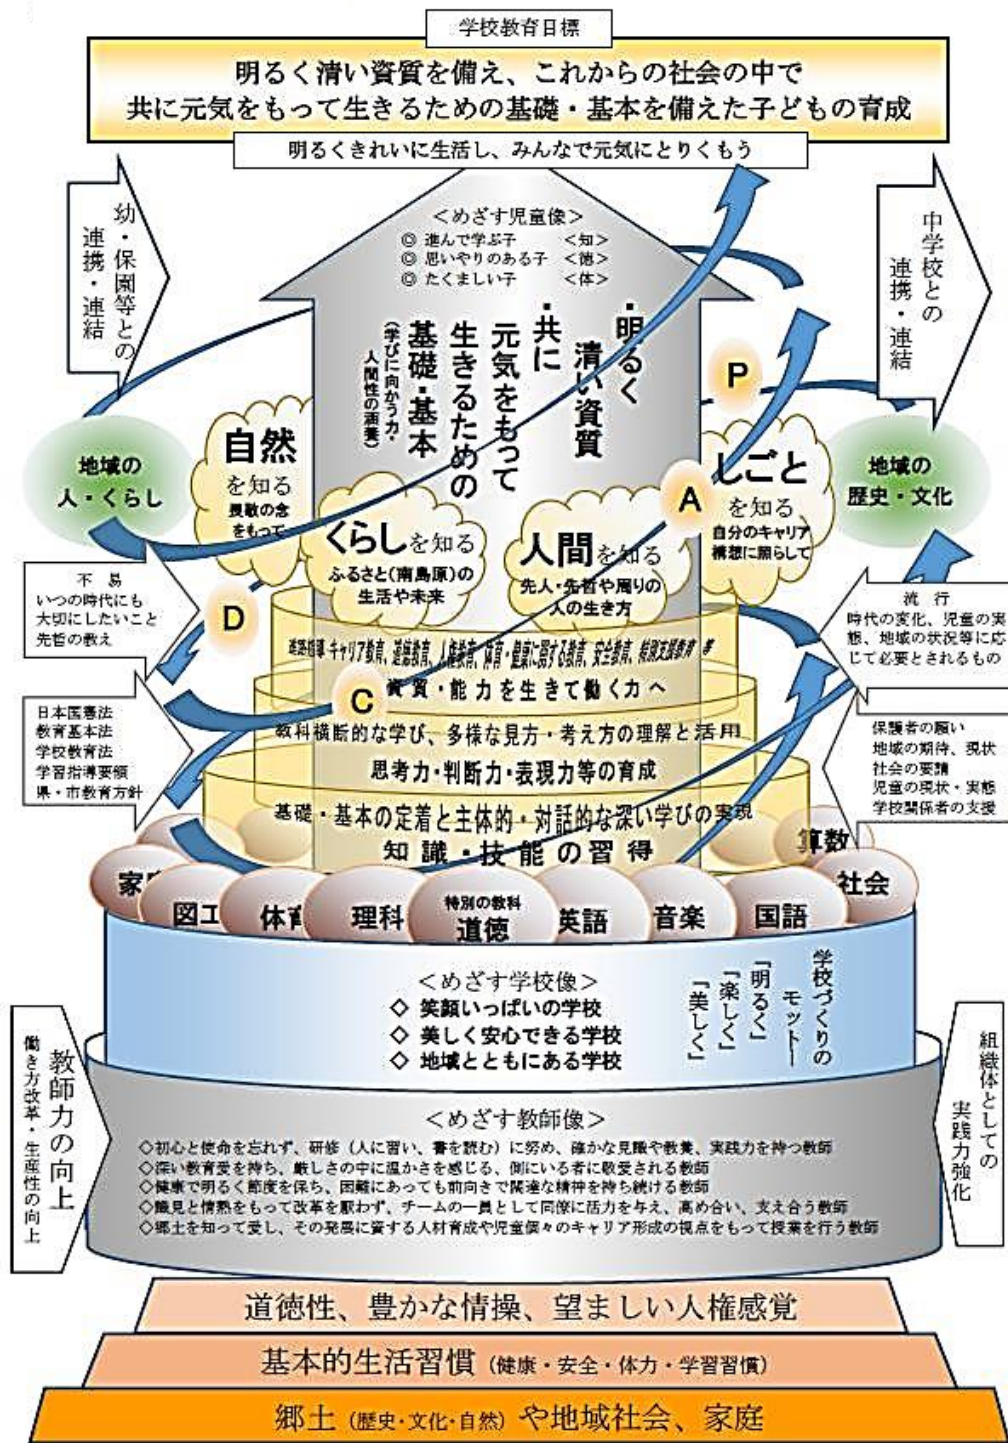 学校教育目標
明るく清い資質を備え、これからの社会の中で
共に元気をもって生きるための基礎・基本を備えた子どもの育成
明るくきれいに生活し、みんなで元気にとりくもう
幼・保園等との
連携・連結
中学校との
連携・連結
＜めざす児童像＞
◎ 進んで学ぶ子 ＜知＞
◎ 思いやりのある子 ＜徳＞
◎ たくましい子 ＜体＞
・明るく
清い資質
・共に
元気をもって
生きるための
基礎・基本
（学びに向かう力・
人間性の涵養）
P
A
D
C
地域の
人・くらし
地域の
歴史・文化
自然
を知る
畏敬の念
をもって
くらしを知る
ふるさと（南島原）の
生活や未来
人間を知る
先人・先哲や周りの
人の生き方
しごと
を知る
自分のキャリア
構想に照らして
不易
いつの時代にも
大切にしたいこと
先哲の教え
流行
時代の変化、児童の実
態、地域の状況等に応
じて必要とされるもの
日本国憲法
教育基本法
学校教育法
学習指導要領
県・市教育方針
保護者の願い
地域の期待、現状
社会の要請
児童の現状・実態
学校関係者の支援
進路指導・キャリア教育、道徳教育、人権教育、体育・健康に関する教育、安全教育、特別支援教育 等
資質・能力を生きて働く力へ
教科横断的な学び、多様な見方・考え方の理解と活用
思考力・判断力・表現力等の育成
基礎・基本の定着と主体的・対話的な深い学びの実現
知識・技能の習得
算数
家庭
図工
体育
理科
特別の教科
道徳
英語
音楽
国語
社会
＜めざす学校像＞
◇ 笑顔いっぱいの学校
◇ 美しく安心できる学校
◇ 地域とともにある学校
学校づくりの
モットー
「明るく」
「楽しく」
「美しく」
教師力の向上
働き方改革・生産性の向上
組織体としての
実践力強化
＜めざす教師像＞
◇初心と使命を忘れず、研修（人に習い、書を読む）に努め、確かな見識や教養、実践力を持つ教師
◇深い教育愛を持ち、厳しさの中に温かさを感じる、側にいる者に敬愛される教師
◇健康で明るく節度を保ち、困難にあっても前向きで闊達な精神を持ち続ける教師
◇識見と情熱をもって改革を厭わず、チームの一員として同僚に活力を与え、高め合い、支え合う教師
◇郷土を知って愛し、その発展に資する人材育成や児童個々のキャリア形成の視点をもって授業を行う教師
道徳性、豊かな情操、望ましい人権感覚
基本的生活習慣（健康・安全・体力・学習習慣）
郷土（歴史・文化・自然）や地域社会、家庭